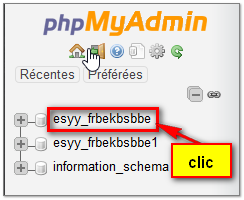 phpMyAdmin
Récentes Préférées
esyy_frbekbsbbe
esyy_frbekbsbbe1
information_schema
clic